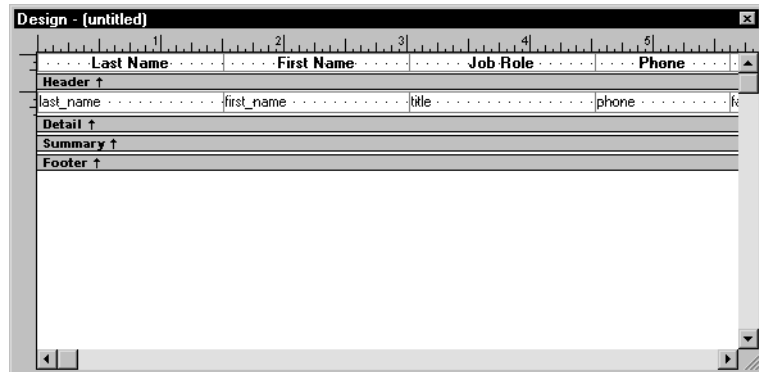 Design - (untitled)
1 2 3 4 5
Last Name First Name Job Role Phone
Header ↑
last_name first_name title phone
Detail ↑
Summary ↑
Footer ↑